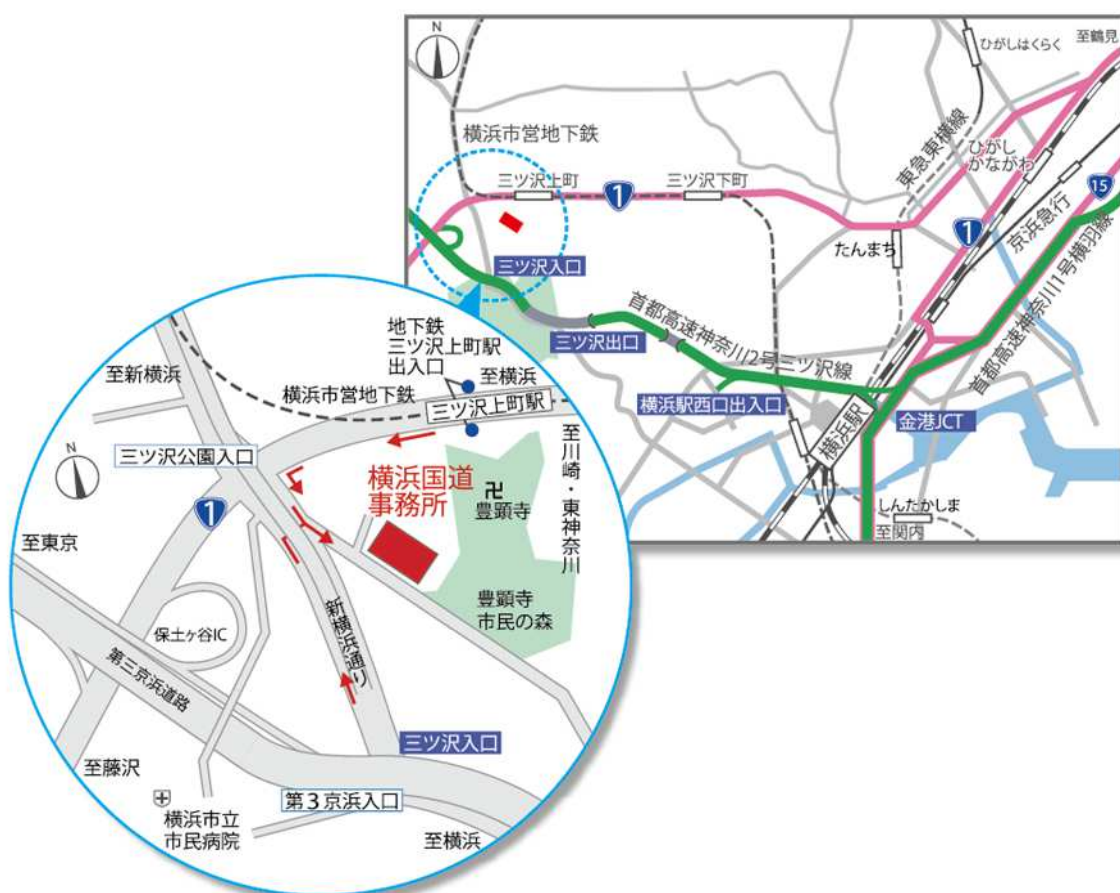 N
ひがしはくらく
至鶴見
横浜市営地下鉄
東急東横線
ひがし
かながわ
三ツ沢上町
三ツ沢下町
1
15
1
京浜急行
たんまち
三ツ沢入口
首都高速神奈川2号三ツ沢線
首都高速神奈川1号横羽線
三ツ沢出口
横浜駅西口出入口
横浜駅
金港JCT
しんたかしま
至関内
地下鉄
三ツ沢上町駅
出入口
至新横浜
至横浜
横浜市営地下鉄
三ツ沢上町駅
N
三ツ沢公園入口
至川崎・東神奈川
横浜国道
事務所
卍
豊顕寺
1
至東京
豊顕寺
市民の森
新横浜通り
保土ヶ谷IC
第三京浜道路
三ツ沢入口
至藤沢
第3京浜入口
横浜市立
市民病院
至横浜